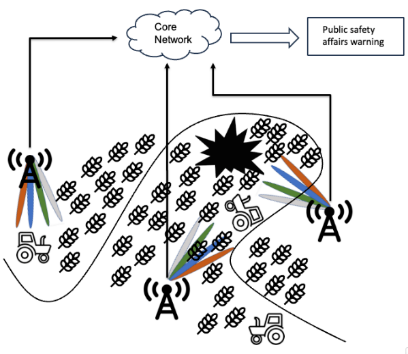 Core
Network
Public safety
affairs warning